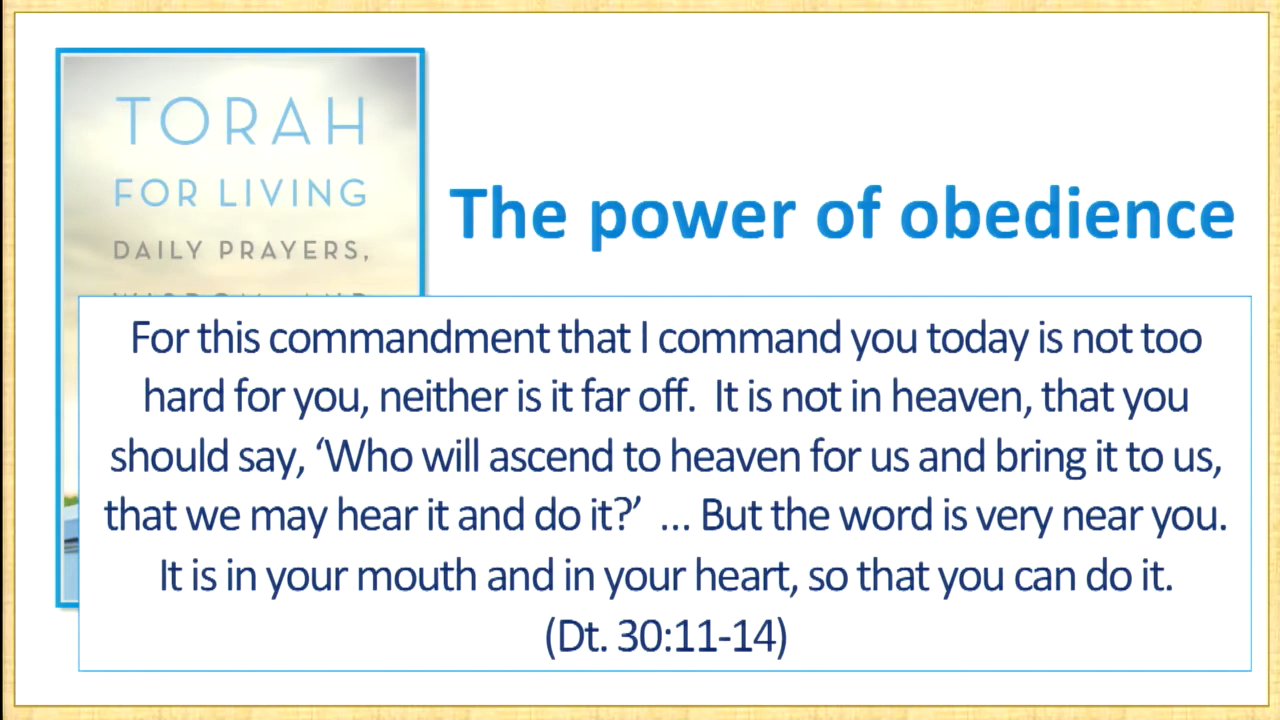 TORAH
FOR LIVING
DAILY PRAYERS,
The power of obedience
For this commandment that I command you today is not too
hard for you, neither is it far off.  It is not in heaven, that you
should say, ‘Who will ascend to heaven for us and bring it to us,
that we may hear it and do it?’  … But the word is very near you.
It is in your mouth and in your heart, so that you can do it.
(Dt. 30:11-14)